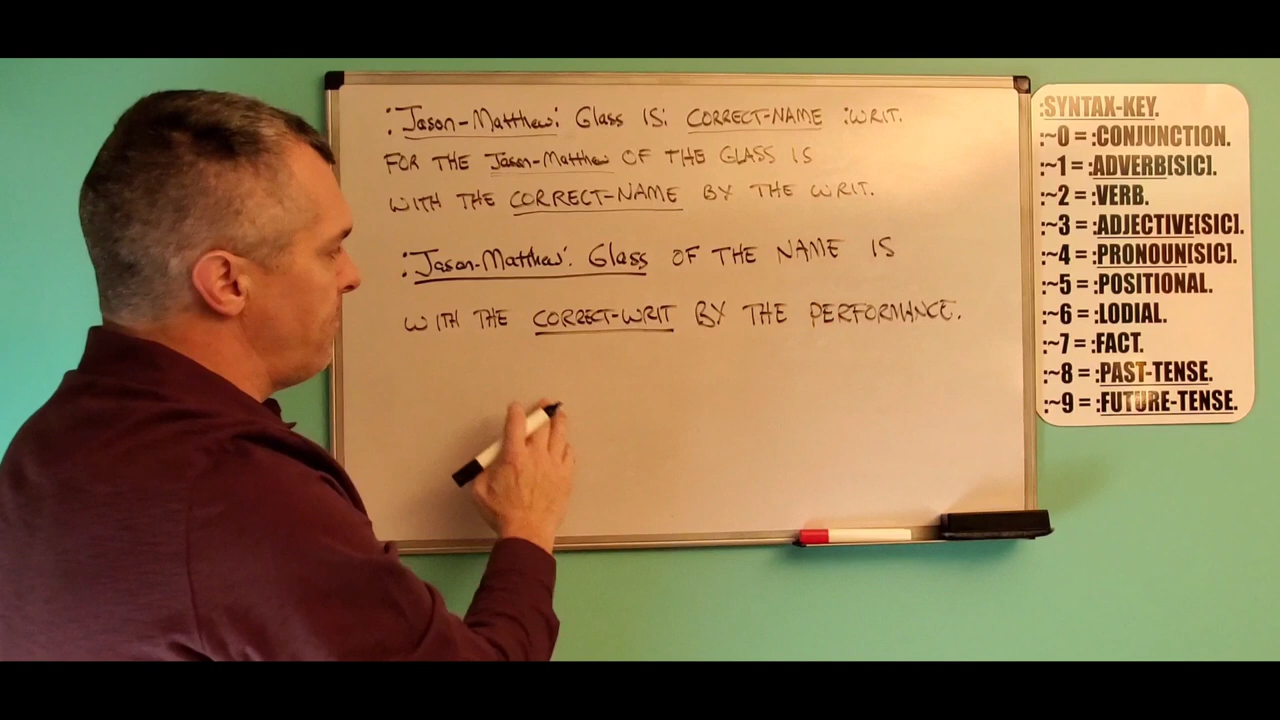 :Jason-Matthew: Glass IS: CORRECT-NAME :WRIT.
FOR THE Jason-Matthew OF THE GLASS IS
WITH THE CORRECT-NAME BY THE WRIT.
:Jason-Matthew: Glass OF THE NAME IS
WITH THE CORRECT-WRIT BY THE PERFORMANCE.
:SYNTAX-KEY.
:~0 = :CONJUNCTION.
:~1 = :ADVERB[SIC].
:~2 = :VERB.
:~3 = :ADJECTIVE[SIC].
:~4 = :PRONOUN[SIC].
:~5 = :POSITIONAL.
:~6 = :LODIAL.
:~7 = :FACT.
:~8 = :PAST-TENSE.
:~9 = :FUTURE-TENSE.